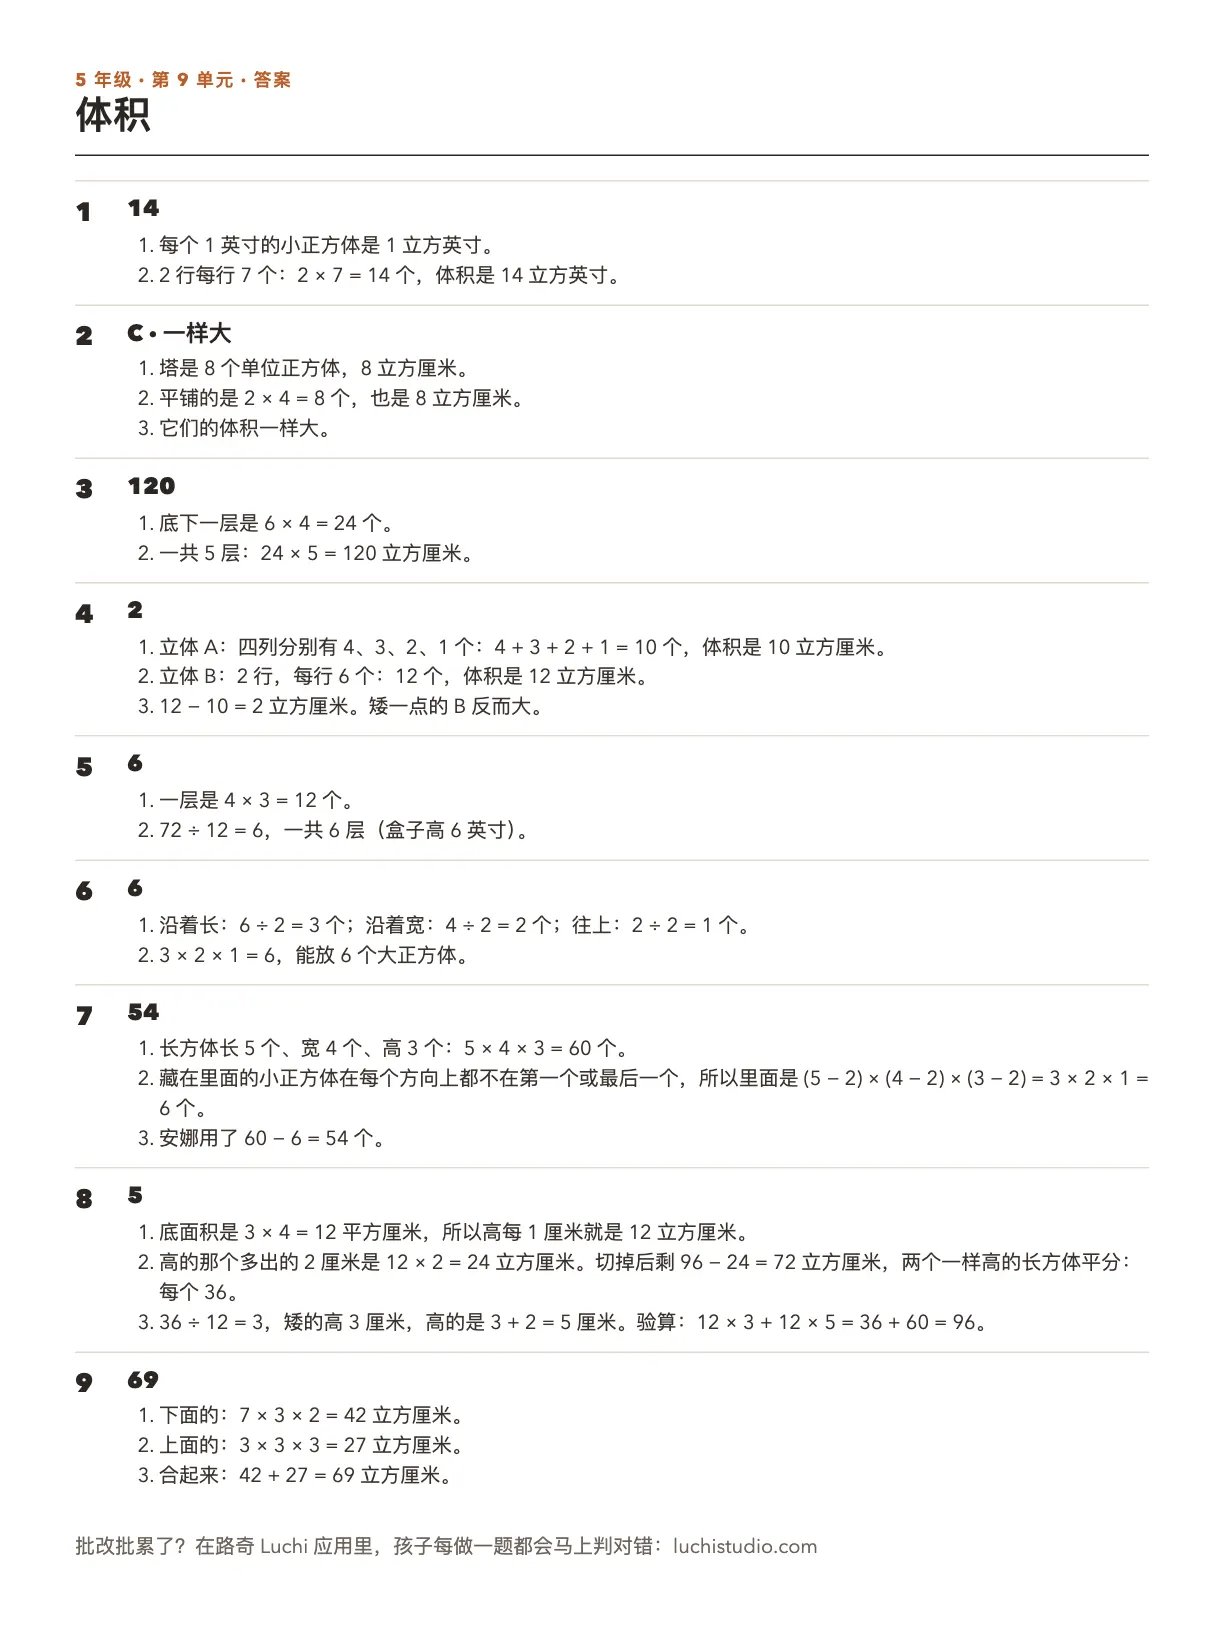 5 年级 · 第 9 单元 · 答案
体积
1 14
1. 每个 1 英寸的小正方体是 1 立方英寸。
2. 2 行每行 7 个：2 × 7 = 14 个，体积是 14 立方英寸。
2 C · 一样大
1. 塔是 8 个单位正方体，8 立方厘米。
2. 平铺的是 2 × 4 = 8 个，也是 8 立方厘米。
3. 它们的体积一样大。
3 120
1. 底下一层是 6 × 4 = 24 个。
2. 一共 5 层：24 × 5 = 120 立方厘米。
4 2
1. 立体 A：四列分别有 4、3、2、1 个：4 + 3 + 2 + 1 = 10 个，体积是 10 立方厘米。
2. 立体 B：2 行，每行 6 个：12 个，体积是 12 立方厘米。
3. 12 − 10 = 2 立方厘米。矮一点的 B 反而大。
5 6
1. 一层是 4 × 3 = 12 个。
2. 72 ÷ 12 = 6，一共 6 层（盒子高 6 英寸）。
6 6
1. 沿着长：6 ÷ 2 = 3 个；沿着宽：4 ÷ 2 = 2 个；往上：2 ÷ 2 = 1 个。
2. 3 × 2 × 1 = 6，能放 6 个大正方体。
7 54
1. 长方体长 5 个、宽 4 个、高 3 个：5 × 4 × 3 = 60 个。
2. 藏在里面的小正方体在每个方向上都不在第一个或最后一个，所以里面是 (5 − 2) × (4 − 2) × (3 − 2) = 3 × 2 × 1 =
6 个。
3. 安娜用了 60 − 6 = 54 个。
8 5
1. 底面积是 3 × 4 = 12 平方厘米，所以高每 1 厘米就是 12 立方厘米。
2. 高的那个多出的 2 厘米是 12 × 2 = 24 立方厘米。切掉后剩 96 − 24 = 72 立方厘米，两个一样高的长方体平分：
每个 36。
3. 36 ÷ 12 = 3，矮的高 3 厘米，高的是 3 + 2 = 5 厘米。验算：12 × 3 + 12 × 5 = 36 + 60 = 96。
9 69
1. 下面的：7 × 3 × 2 = 42 立方厘米。
2. 上面的：3 × 3 × 3 = 27 立方厘米。
3. 合起来：42 + 27 = 69 立方厘米。
批改批累了？在路奇 Luchi 应用里，孩子每做一题都会马上判对错：luchistudio.com